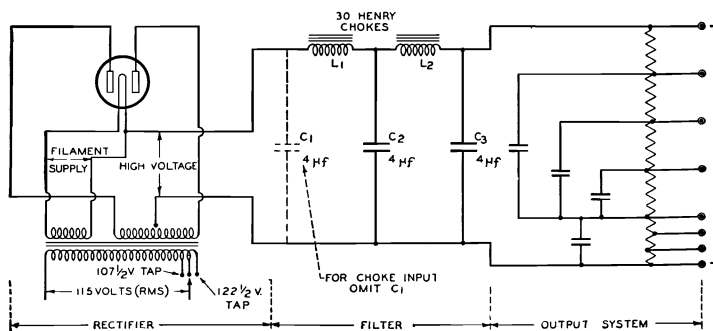 30 HENRY
CHOKES
L1
L2
C1
4 μf
C2
4 μf
C3
4 μf
FILAMENT
SUPPLY
HIGH VOLTAGE
107½V. TAP
115 VOLTS (RMS)
122½V.
TAP
FOR CHOKE INPUT
OMIT C1
RECTIFIER
FILTER
OUTPUT SYSTEM